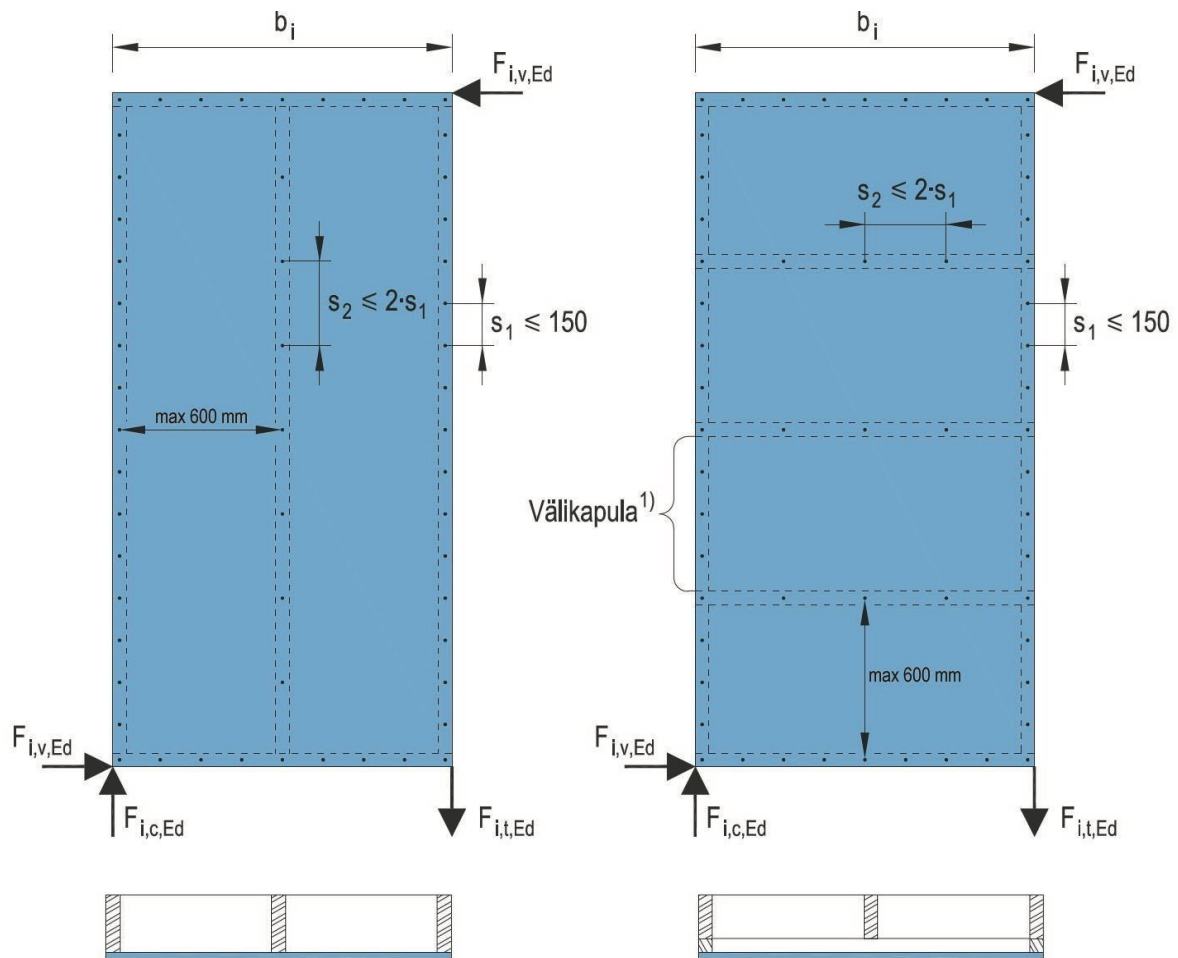 b i
F i,v,Ed
s 2 ≤ 2·s 1
s 1 ≤ 150
max 600 mm
F i,v,Ed
F i,c,Ed
F i,t,Ed
b i
F i,v,Ed
s 2 ≤ 2·s 1
s 1 ≤ 150
Välikapula 1)
max 600 mm
F i,v,Ed
F i,c,Ed
F i,t,Ed